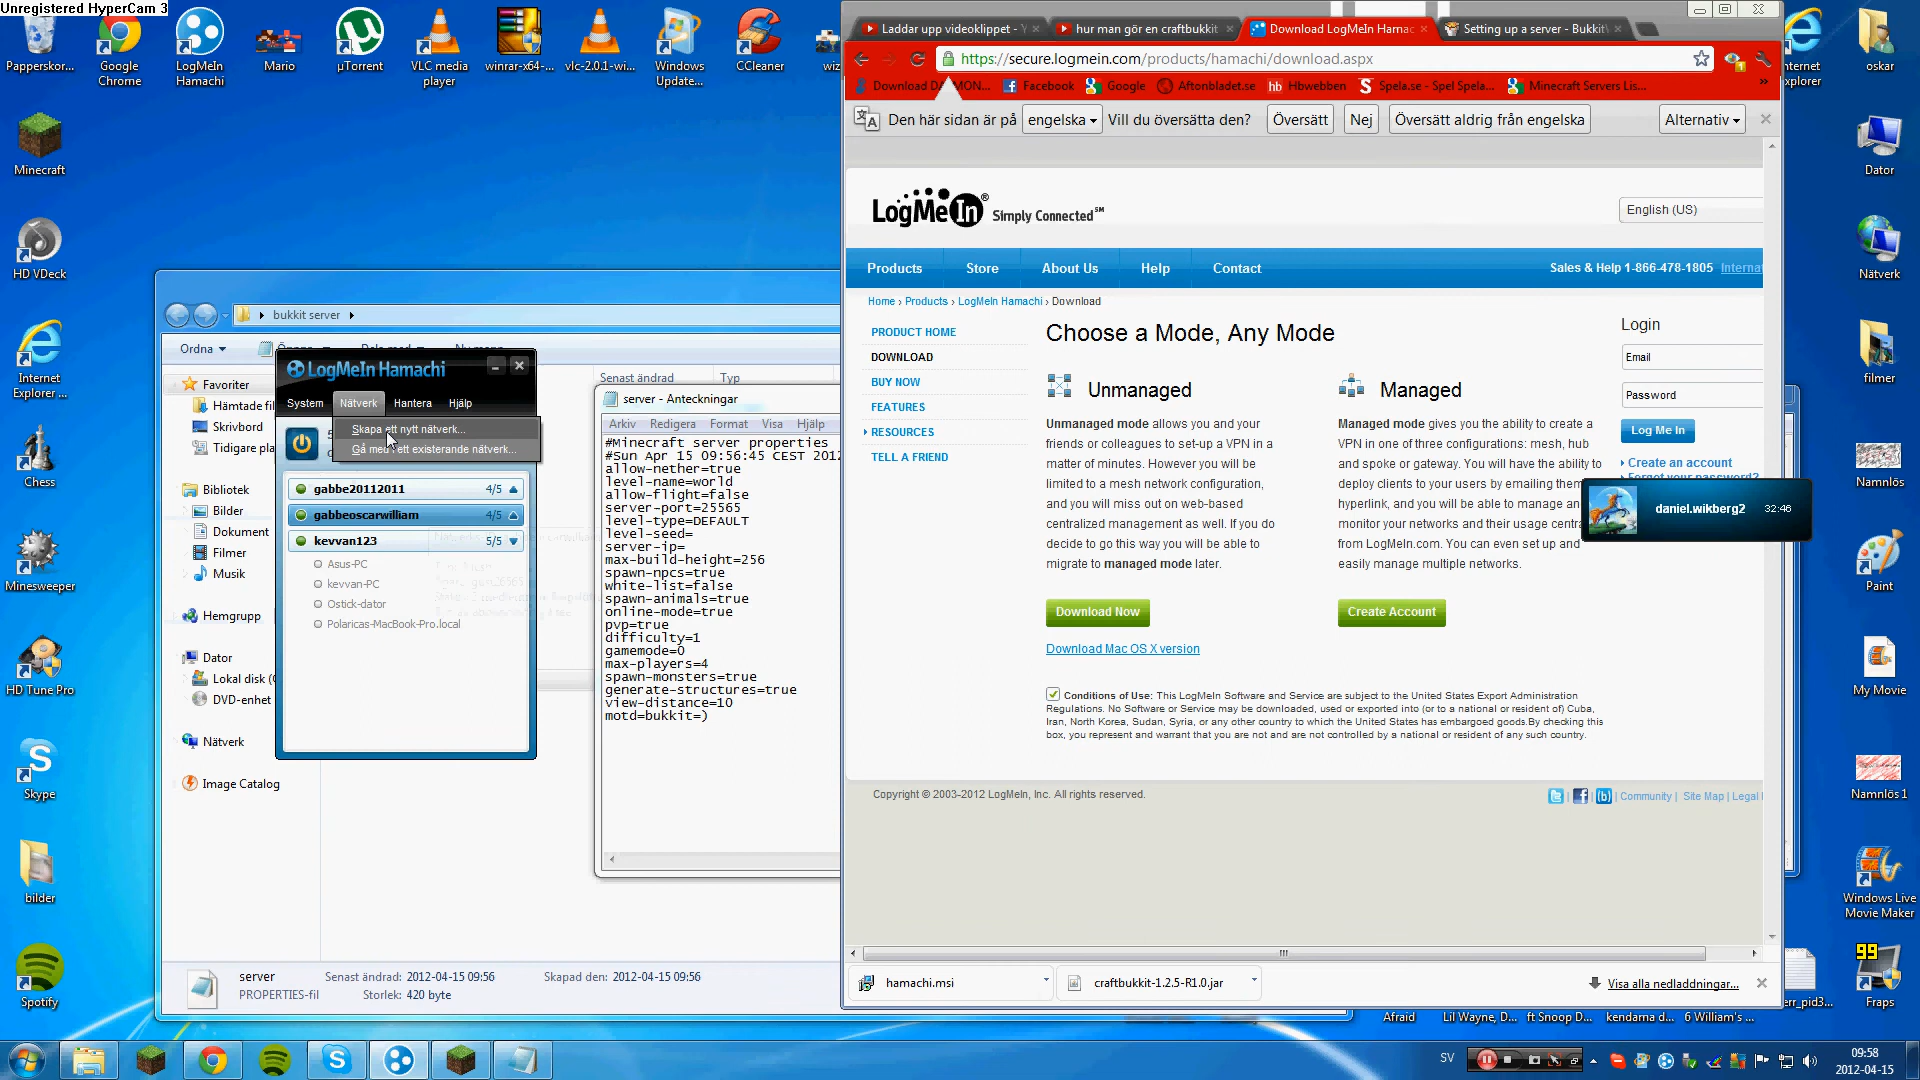 Unregistered HyperCam 3
Papperskor...
Google Chrome
LogMeIn Hamachi
Mario
µTorrent
VLC media player
winrar-x64-...
vlc-2.0.1-wi...
Windows Update...
CCleaner
wiz
Minecraft
HD VDeck
Internet Explorer ...
Chess
Minesweeper
HD Tune Pro
Skype
bilder
Spotify
bukkit server
Ordna
Senast ändrad
Typ
Favoriter
Hämtade fil
Skrivbord
Tidigare pla
Bibliotek
Bilder
Dokument
Filmer
Musik
Hemgrupp
Dator
Lokal disk (
DVD-enhet
Nätverk
Image Catalog
server
PROPERTIES-fil
Senast ändrad: 2012-04-15 09:56
Storlek: 420 byte
Skapad den: 2012-04-15 09:56
LogMeIn Hamachi
System Nätverk Hantera Hjälp
Skapa ett nytt nätverk...
Gå med i ett existerande nätverk...
gabbe20112011 4/5
gabbeoscarwilliam 4/5
kevvan123 5/5
Asus-PC
kevvan-PC
Ostick-dator
Polaricas-MacBook-Pro.local
server - Anteckningar
Arkiv Redigera Format Visa Hjälp
#Minecraft server properties
#Sun Apr 15 09:56:45 CEST 2012
allow-nether=true
level-name=world
allow-flight=false
server-port=25565
level-type=DEFAULT
level-seed=
server-ip=
max-build-height=256
spawn-npcs=true
white-list=false
spawn-animals=true
online-mode=true
pvp=true
difficulty=1
gamemode=0
max-players=4
spawn-monsters=true
generate-structures=true
view-distance=10
motd=bukkit=)
Laddar upp videoklippet - Y
hur man gör en craftbukkit
Download LogMeIn Hamac
Setting up a server - Bukkit
https://secure.logmein.com/products/hamachi/download.aspx
Facebook
Google
Aftonbladet.se
Hbwebben
Spela.se - Spel Spela...
Minecraft Servers Lis...
Den här sidan är på engelska Vill du översätta den? Översätt Nej Översätt aldrig från engelska Alternativ
LogMeIn® Simply Connected℠
English (US)
Products Store About Us Help Contact
Sales & Help 1-866-478-1805 Internat
Home › Products › LogMeIn Hamachi › Download
PRODUCT HOME
DOWNLOAD
BUY NOW
FEATURES
RESOURCES
TELL A FRIEND
Choose a Mode, Any Mode
Unmanaged
Unmanaged mode allows you and your
friends or colleagues to set-up a VPN in a
matter of minutes. However you will be
limited to a mesh network configuration,
and you will miss out on web-based
centralized management as well. If you do
decide to go this way you will be able to
migrate to managed mode later.
Download Now
Download Mac OS X version
Managed
Managed mode gives you the ability to create a
VPN in one of three configurations: mesh, hub
and spoke or gateway. You will have the ability to
deploy clients to your users by emailing them
hyperlink, and you will be able to manage an
monitor your networks and their usage centra
from LogMeIn.com. You can even set up and
easily manage multiple networks.
Create Account
Conditions of Use: This LogMeIn Software and Service are subject to the United States Export Administration
Regulations. No Software or Service may be downloaded, used or exported into (or to a national or resident of) Cuba,
Iran, North Korea, Sudan, Syria, or any other country to which the United States has embargoed goods.By checking this
box, you represent and warrant that you are not and are not controlled by a national or resident of any such country.
Login
Email
Password
Log Me In
Create an account
Forgot your password?
daniel.wikberg2 32:46
Copyright © 2003-2012 LogMeIn, Inc. All rights reserved.
Community | Site Map | Legal
hamachi.msi
craftbukkit-1.2.5-R1.0.jar
Visa alla nedladdningar...
Afraid
Lil Wayne, D...
ft Snoop D...
kendama d...
6 William's ...
err_pid3...
nternet xplorer
oskar
Dator
Nätverk
filmer
Namnlös
Paint
My Movie
Namnlös 1
Windows Live Movie Maker
99
Fraps
SV
09:58
2012-04-15